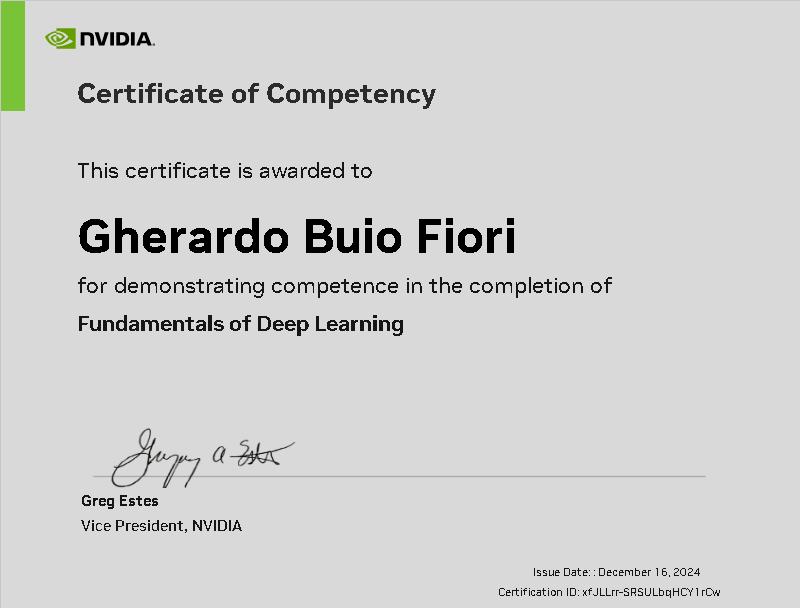 NVIDIA.
Certificate of Competency
This certificate is awarded to
Gherardo Buio Fiori
for demonstrating competence in the completion of
Fundamentals of Deep Learning
Gregory A Estes
Greg Estes
Vice President, NVIDIA
Issue Date: : December 16, 2024
Certification ID: xfJLLrr-SRSULbqHCY1rCw